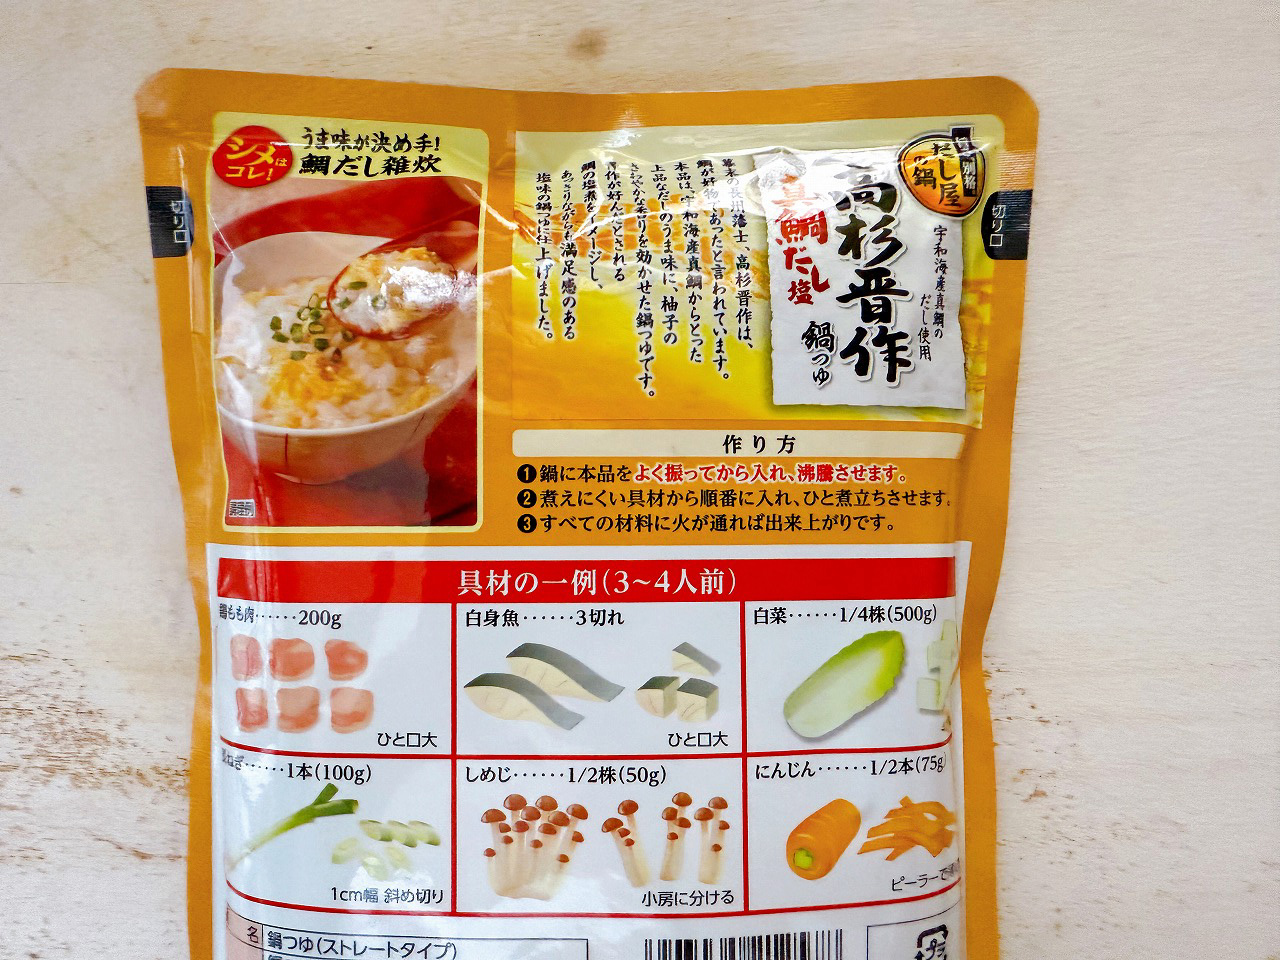 シメは
コレ!
うま味が決め手!
鯛だし雑炊
切り口
切り口
だし屋
の鍋
宇和海産真鯛の
だし使用
高杉晋作
真鯛だし
塩
鍋つゆ
幕末の長州藩士、高杉晋作は、
鯛が好物であったと言われています。
本品は、宇和海産真鯛からとった
上品なだしのうま味に、柚子の
さわやかな香りを効かせた鍋つゆです。
晋作が好んだとされる
鯛の塩煮をイメージし、
あっさりながらも満足感のある
塩味の鍋つゆに仕上げました。
作り方
❶鍋に本品をよく振ってから入れ、沸騰させます。
❷煮えにくい具材から順番に入れ、ひと煮立ちさせます。
❸すべての材料に火が通れば出来上がりです。
具材の一例(3~4人前)
鶏もも肉‥‥‥200g
ひと口大
白身魚‥‥‥3切れ
ひと口大
白菜‥‥‥1/4株(500g)
ねぎ‥‥‥1本(100g)
1cm幅 斜め切り
しめじ‥‥‥1/2株(50g)
小房に分ける
にんじん‥‥‥1/2本(75g)
ピーラーで
名
鍋つゆ(ストレートタイプ)
プラ